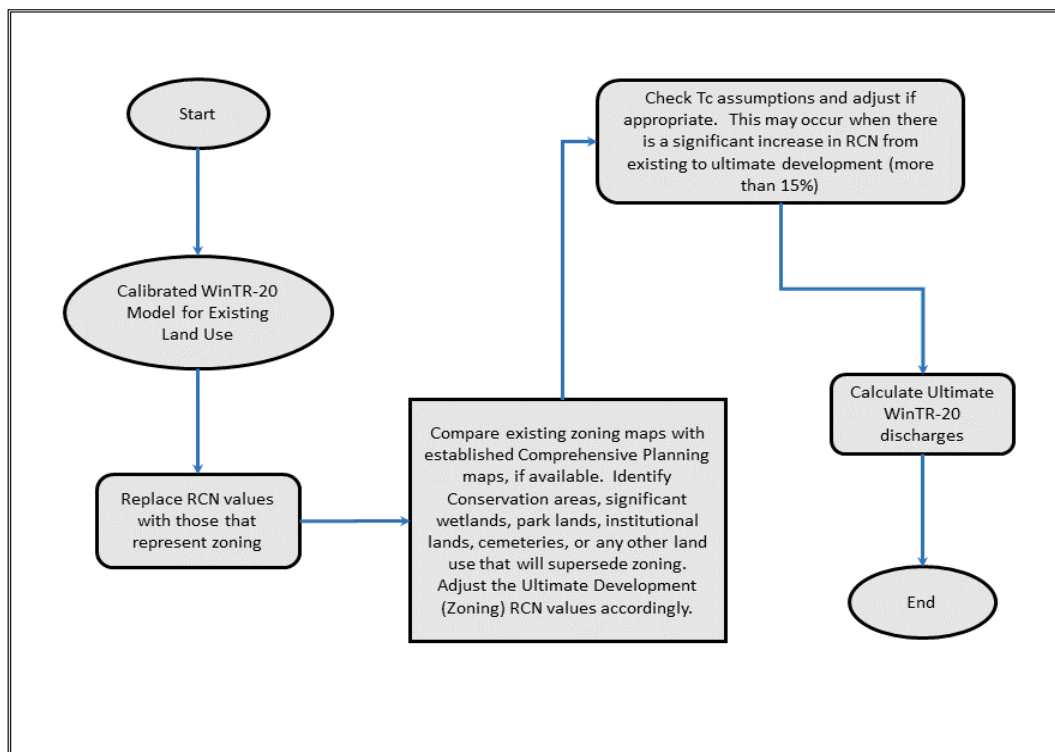 Start
Calibrated WinTR-20
Model for Existing
Land Use
Replace RCN values
with those that
represent zoning
Compare existing zoning maps with
established Comprehensive Planning
maps, if available.  Identify
Conservation areas, significant
wetlands, park lands, institutional
lands, cemeteries, or any other land
use that will supersede zoning.
Adjust the Ultimate Development
(Zoning) RCN values accordingly.
Check Tc assumptions and adjust if
appropriate.  This may occur when there
is a significant increase in RCN from
existing to ultimate development (more
than 15%)
Calculate Ultimate
WinTR-20
discharges
End